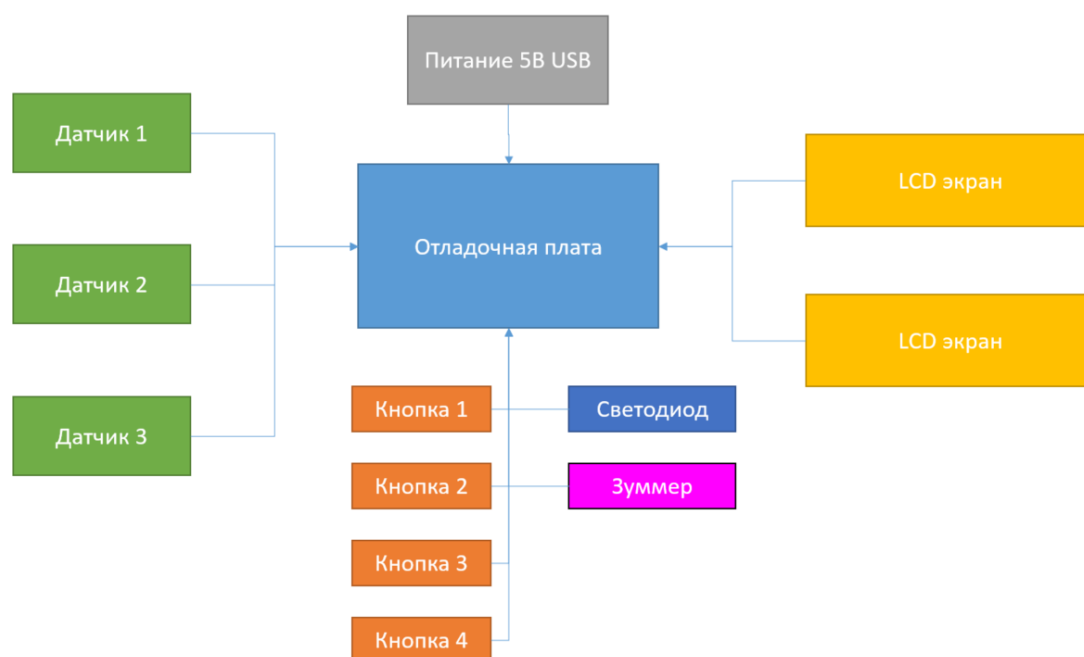 Питание 5В USB
Датчик 1
Датчик 2
Датчик 3
Отладочная плата
LCD экран
LCD экран
Кнопка 1
Светодиод
Кнопка 2
Зуммер
Кнопка 3
Кнопка 4